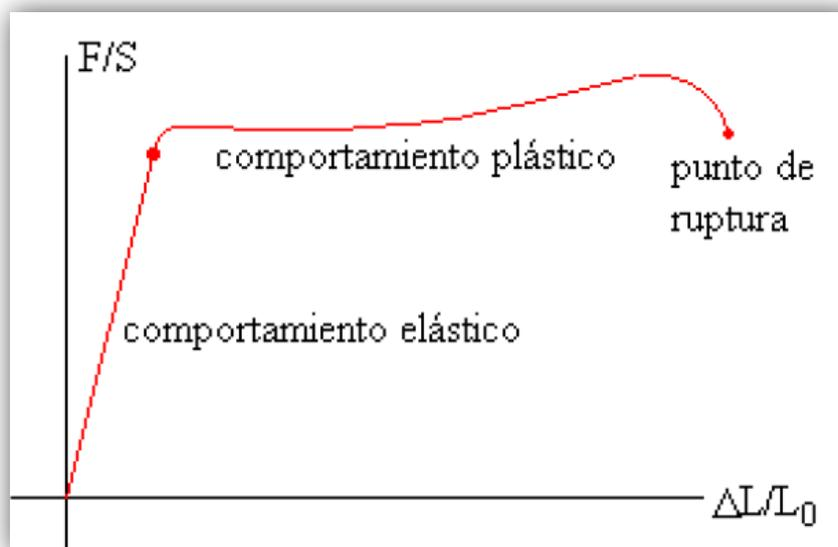 F/S
comportamiento plástico
punto de
ruptura
comportamiento elástico
ΔL/L₀